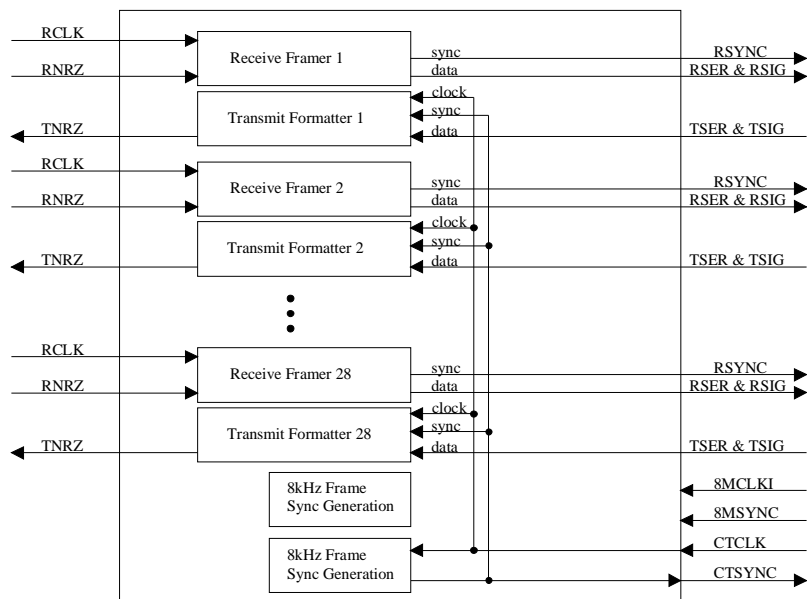 RCLK
Receive Framer 1
sync
RSYNC
RNRZ
data
RSER & RSIG
clock
Transmit Formatter 1
sync
TNRZ
data
TSER & TSIG
RCLK
Receive Framer 2
sync
RSYNC
RNRZ
data
RSER & RSIG
clock
Transmit Formatter 2
sync
TNRZ
data
TSER & TSIG
RCLK
Receive Framer 28
sync
RSYNC
RNRZ
data
RSER & RSIG
clock
Transmit Formatter 28
sync
TNRZ
data
TSER & TSIG
8kHz Frame
Sync Generation
8MCLKI
8MSYNC
8kHz Frame
Sync Generation
CTCLK
CTSYNC